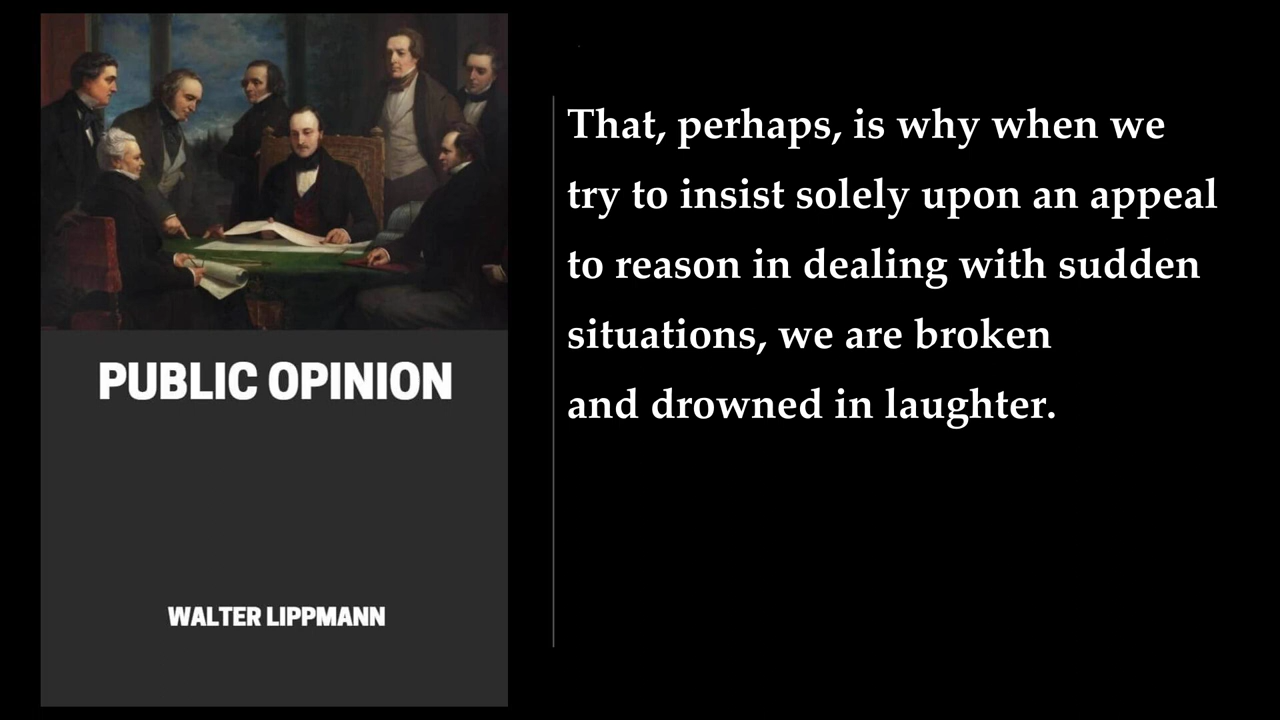 PUBLIC OPINION
WALTER LIPPMANN
That, perhaps, is why when we
try to insist solely upon an appeal
to reason in dealing with sudden
situations, we are broken
and drowned in laughter.